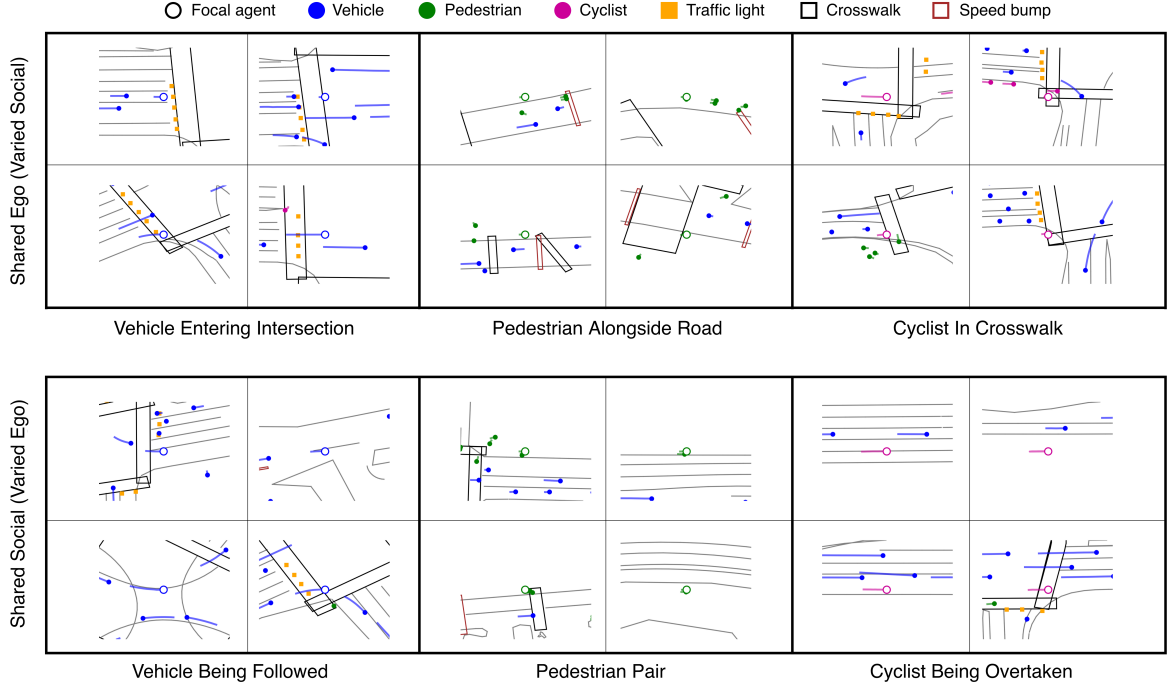 Focal agent
Vehicle
Pedestrian
Cyclist
Traffic light
Crosswalk
Speed bump
Shared Ego (Varied Social)
Vehicle Entering Intersection
Pedestrian Alongside Road
Cyclist In Crosswalk
Shared Social (Varied Ego)
Vehicle Being Followed
Pedestrian Pair
Cyclist Being Overtaken